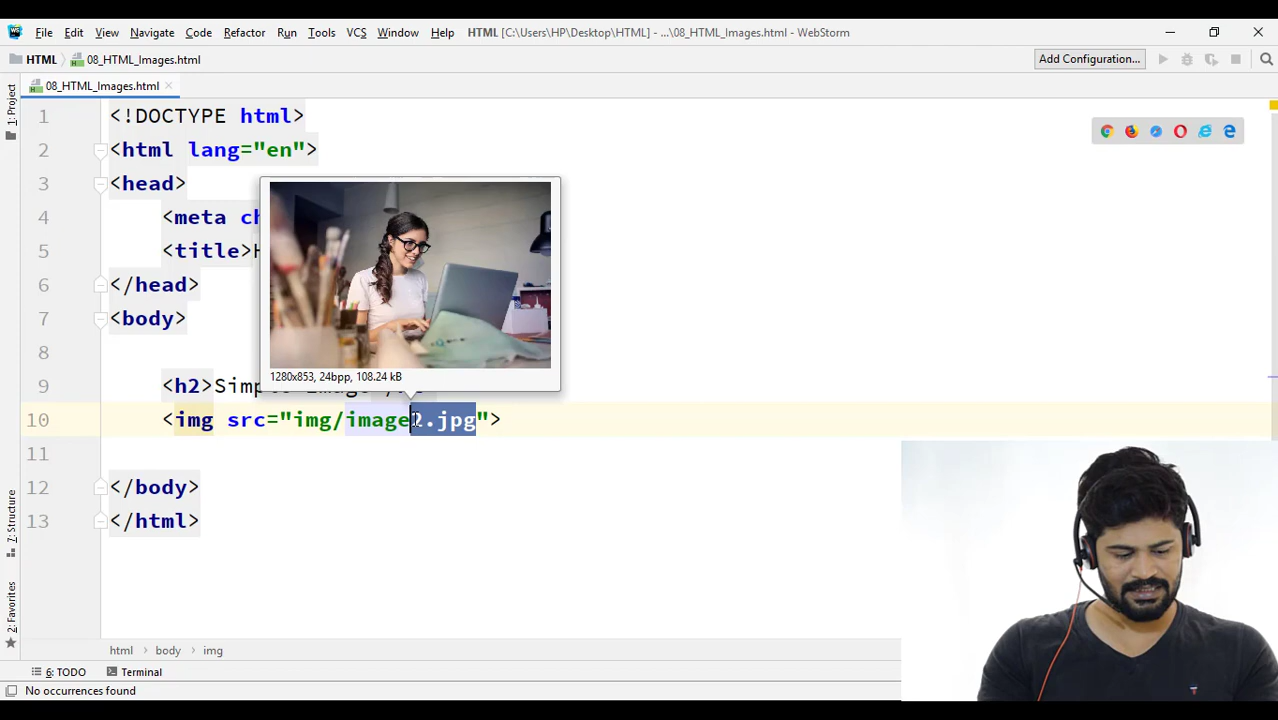 File Edit View Navigate Code Refactor Run Tools VCS Window Help HTML [C:\Users\HP\Desktop\HTML] - ...\08_HTML_Images.html - WebStorm
HTML 08_HTML_Images.html Add Configuration...
08_HTML_Images.html
1: Project
1 <!DOCTYPE html>
2 <html lang="en">
3 <head>
4 <meta ch
5 <title>H
6 </head>
7 <body>
8
1280x853, 24bpp, 108.24 kB
9 <h2>Simp
10 <img src="img/image2.jpg">
11
12 </body>
13 </html>
7: Structure
2: Favorites
html body img
6: TODO Terminal
No occurrences found